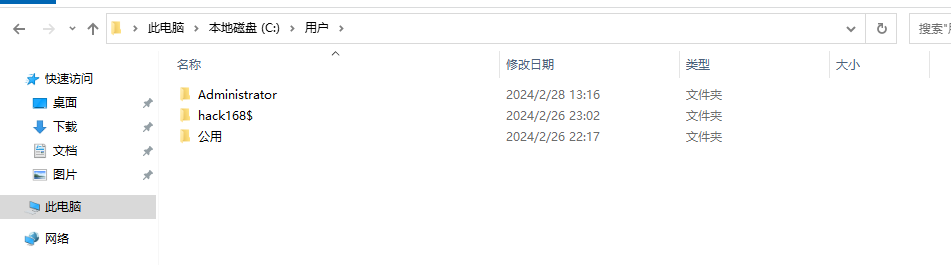 此电脑 本地磁盘 (C:) 用户 搜索"
名称 修改日期 类型 大小
快速访问
桌面
下载
文档
图片
此电脑
网络
Administrator 2024/2/28 13:16 文件夹
hack168$ 2024/2/26 23:02 文件夹
公用 2024/2/26 22:17 文件夹